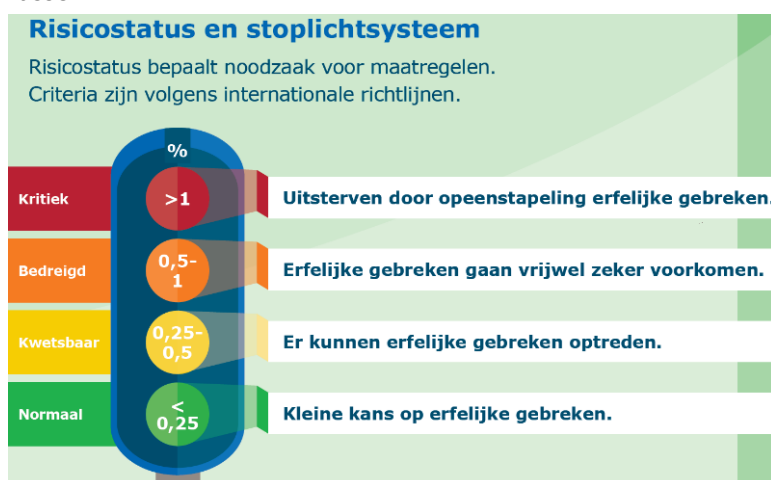 Risicostatus en stoplichtsysteem
Risicostatus bepaalt noodzaak voor maatregelen.
Criteria zijn volgens internationale richtlijnen.
%
Kritiek
>1
Uitsterven door opeenstapeling erfelijke gebreken.
Bedreigd
0,5-
1
Erfelijke gebreken gaan vrijwel zeker voorkomen.
Kwetsbaar
0,25-
0,5
Er kunnen erfelijke gebreken optreden.
Normaal
<
0,25
Kleine kans op erfelijke gebreken.